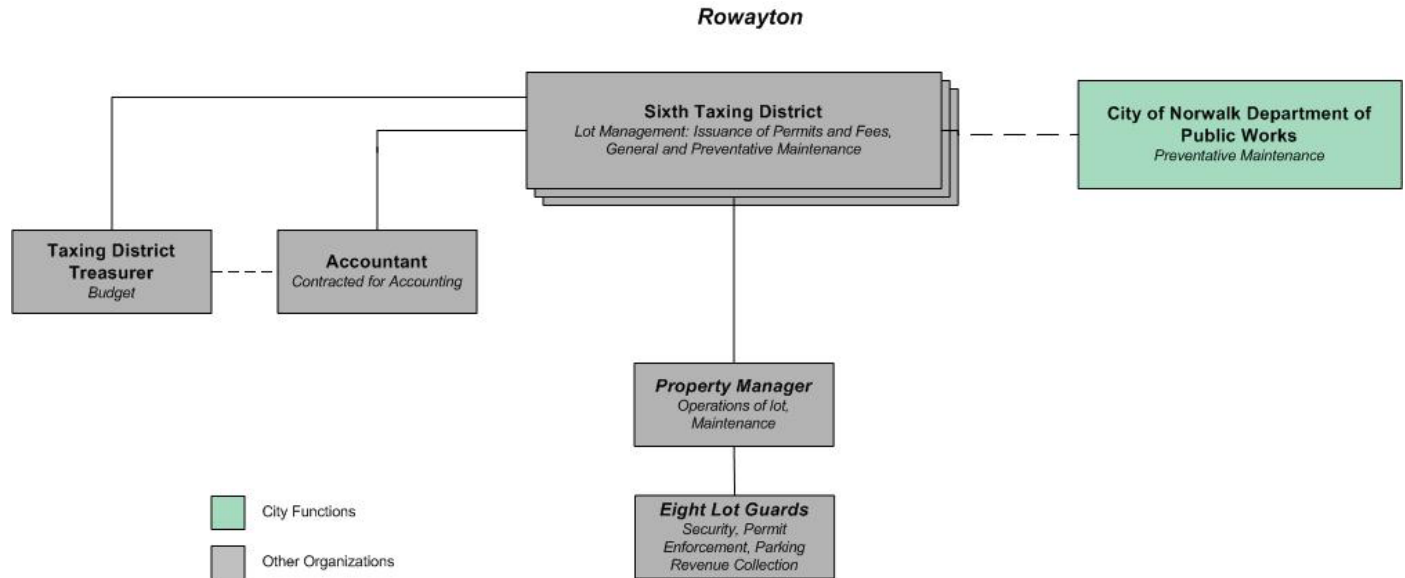 Rowayton
Sixth Taxing District
Lot Management: Issuance of Permits and Fees,
General and Preventative Maintenance
City of Norwalk Department of
Public Works
Preventative Maintenance
Taxing District
Treasurer
Budget
Accountant
Contracted for Accounting
Property Manager
Operations of lot,
Maintenance
Eight Lot Guards
Security, Permit
Enforcement, Parking
Revenue Collection
City Functions
Other Organizations